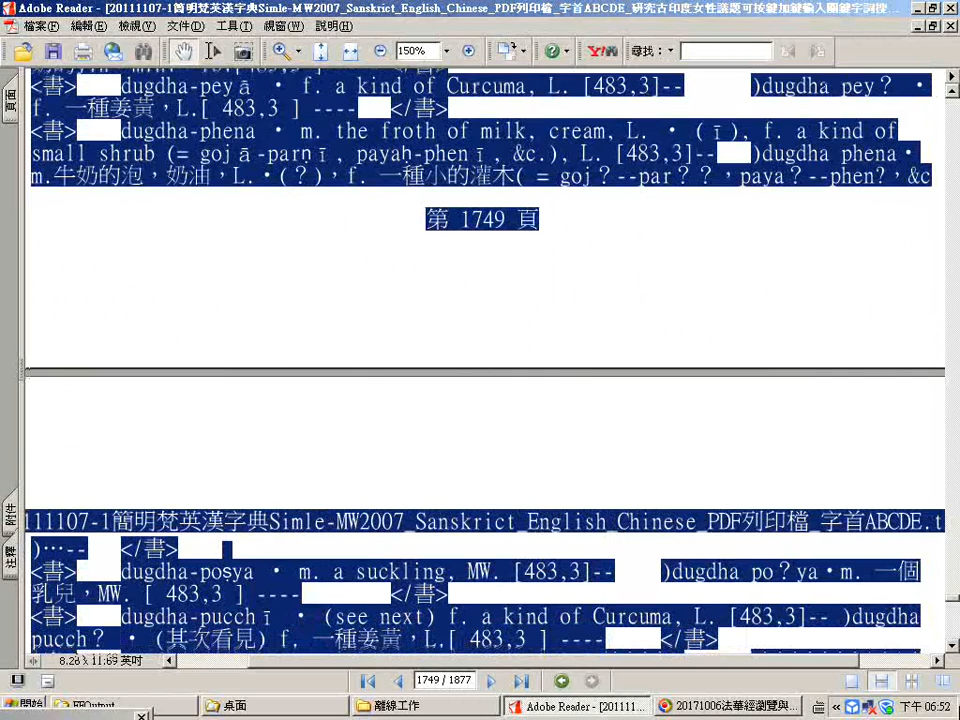 Adobe Reader - [20111107-1簡明梵英漢字典Simle-MW2007_Sanskrict_English_Chinese_PDF列印檔_字首ABCDE_研究古印度女性議題可按鍵加鍵輸入關鍵字詞搜...
檔案(F) 編輯(E) 檢視(V) 文件(D) 工具(T) 視窗(W) 說明(H)
150% 尋找：
頁面
<書> dugdha-peyā • f. a kind of Curcuma, L. [483,3]-- )dugdha pey？ •
f. 一種姜黃，L.[ 483,3 ] ---- </書>
<書> dugdha-phena • m. the froth of milk, cream, L. • (ī), f. a kind of
small shrub (= gojā-parṇī, payaḥ-phenī, &c.), L. [483,3]-- )dugdha phena•
m.牛奶的泡，奶油，L.•(？)，f. 一種小的灌木( = goj？--par？？，paya？--phen?，&c
第 1749 頁
附件
注釋
111107-1簡明梵英漢字典Simle-MW2007_Sanskrict_English_Chinese_PDF列印檔_字首ABCDE.t
)…-- </書>
<書> dugdha-poṣya • m. a suckling, MW. [483,3]-- )dugdha po？ya•m. 一個
乳兒，MW. [ 483,3 ] ---- </書>
<書> dugdha-pucchī • (see next) f. a kind of Curcuma, L. [483,3]-- )dugdha
pucch？ • (其次看見) f. 一種姜黃，L.[ 483,3 ] ---- </書>
8.26 x 11.69 英吋
1749 / 1877
開始 FFOutput 桌面 離線工作 Adobe Reader - [201111... 20171006法華經瀏覽與... 下午 06:52